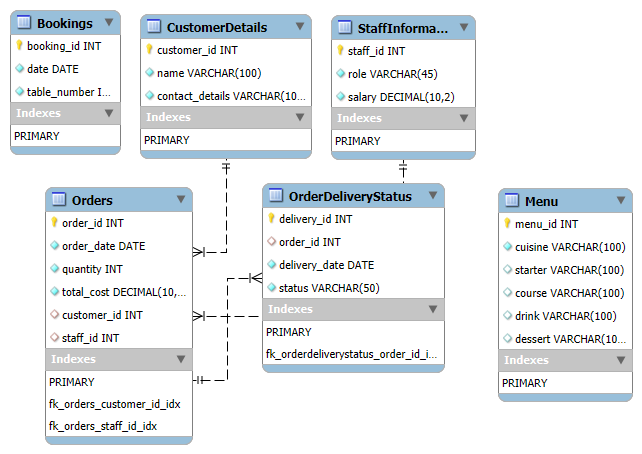 Bookings
booking_id INT
date DATE
table_number I...
Indexes
PRIMARY
CustomerDetails
customer_id INT
name VARCHAR(100)
contact_details VARCHAR(10...
Indexes
PRIMARY
StaffInforma...
staff_id INT
role VARCHAR(45)
salary DECIMAL(10,2)
Indexes
PRIMARY
Orders
order_id INT
order_date DATE
quantity INT
total_cost DECIMAL(10,...
customer_id INT
staff_id INT
Indexes
PRIMARY
fk_orders_customer_id_idx
fk_orders_staff_id_idx
OrderDeliveryStatus
delivery_id INT
order_id INT
delivery_date DATE
status VARCHAR(50)
Indexes
PRIMARY
fk_orderdeliverystatus_order_id_i...
Menu
menu_id INT
cuisine VARCHAR(100)
starter VARCHAR(100)
course VARCHAR(100)
drink VARCHAR(100)
dessert VARCHAR(10...
Indexes
PRIMARY